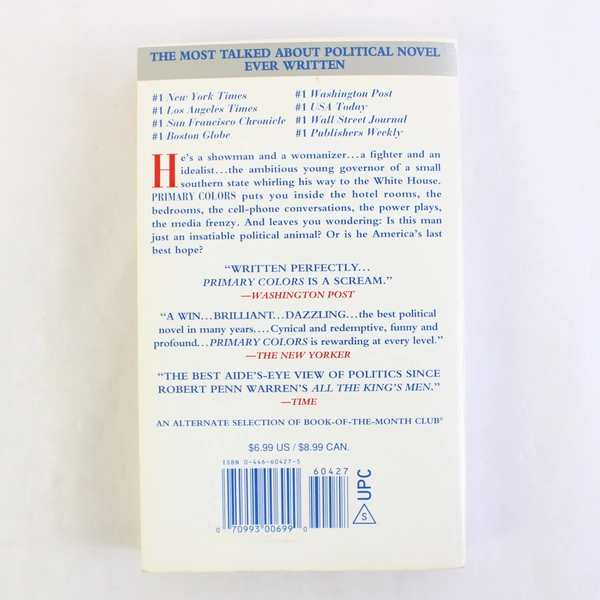 THE MOST TALKED ABOUT POLITICAL NOVEL
EVER WRITTEN
#1 New York Times
#1 Los Angeles Times
#1 San Francisco Chronicle
#1 Boston Globe
#1 Washington Post
#1 USA Today
#1 Wall Street Journal
#1 Publishers Weekly
He's a showman and a womanizer...a fighter and an
idealist...the ambitious young governor of a small
southern state whirling his way to the White House.
PRIMARY COLORS puts you inside the hotel rooms, the
bedrooms, the cell-phone conversations, the power plays,
the media frenzy. And leaves you wondering: Is this man
just an insatiable political animal? Or is he America's last
best hope?
"WRITTEN PERFECTLY...
PRIMARY COLORS IS A SCREAM."
—WASHINGTON POST
"A WIN...BRILLIANT...DAZZLING...the best political
novel in many years....Cynical and redemptive, funny and
profound...PRIMARY COLORS is rewarding at every level."
—THE NEW YORKER
"THE BEST AIDE'S-EYE VIEW OF POLITICS SINCE
ROBERT PENN WARREN'S ALL THE KING'S MEN."
—TIME
AN ALTERNATE SELECTION OF BOOK-OF-THE-MONTH CLUB®
$6.99 US / $8.99 CAN.
ISBN 0-446-60427-5
60427
0 70993 00699 0
UPC
S